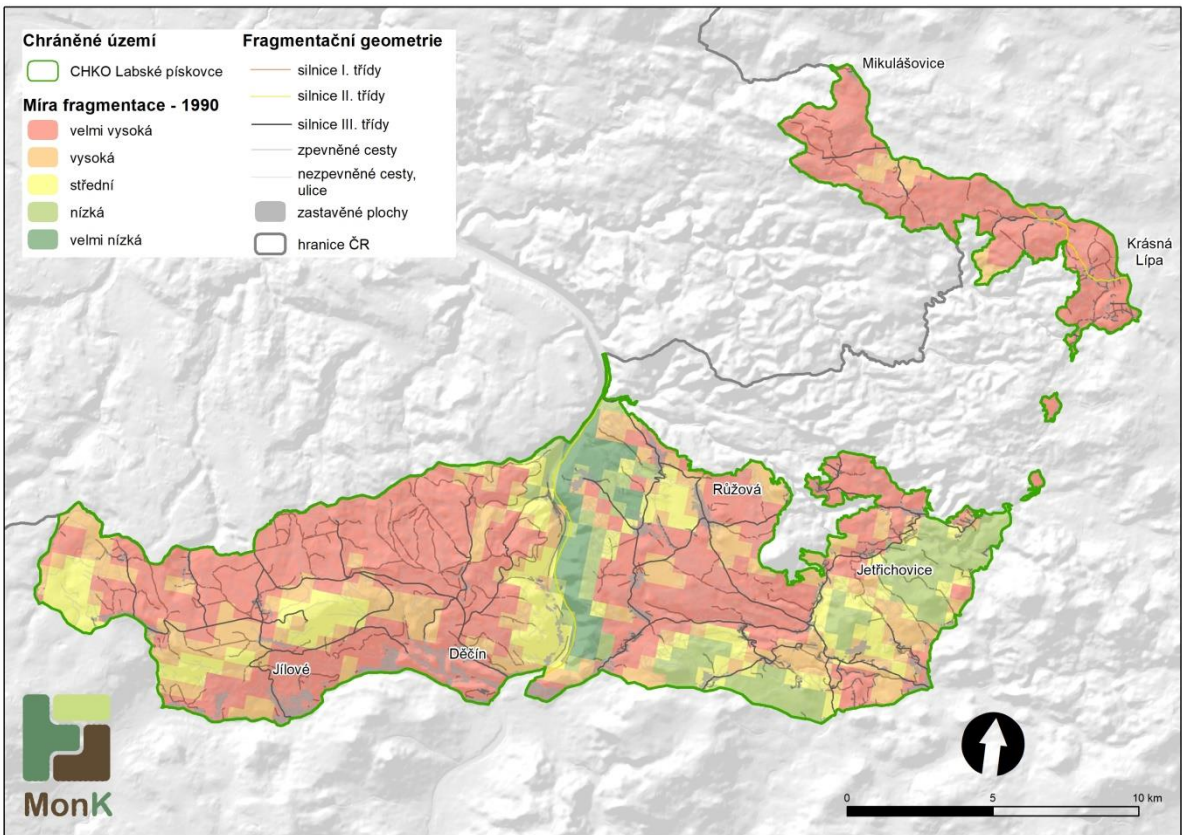 Chráněné území
CHKO Labské pískovce
Míra fragmentace - 1990
velmi vysoká
vysoká
střední
nízká
velmi nízká
Fragmentační geometrie
silnice I. třídy
silnice II. třídy
silnice III. třídy
zpevněné cesty
nezpevněné cesty,
ulice
zastavěné plochy
hranice ČR
Mikulášovice
Krásná
Lípa
Růžová
Jetřichovice
Děčín
Jílové
MonK
0 5 10 km